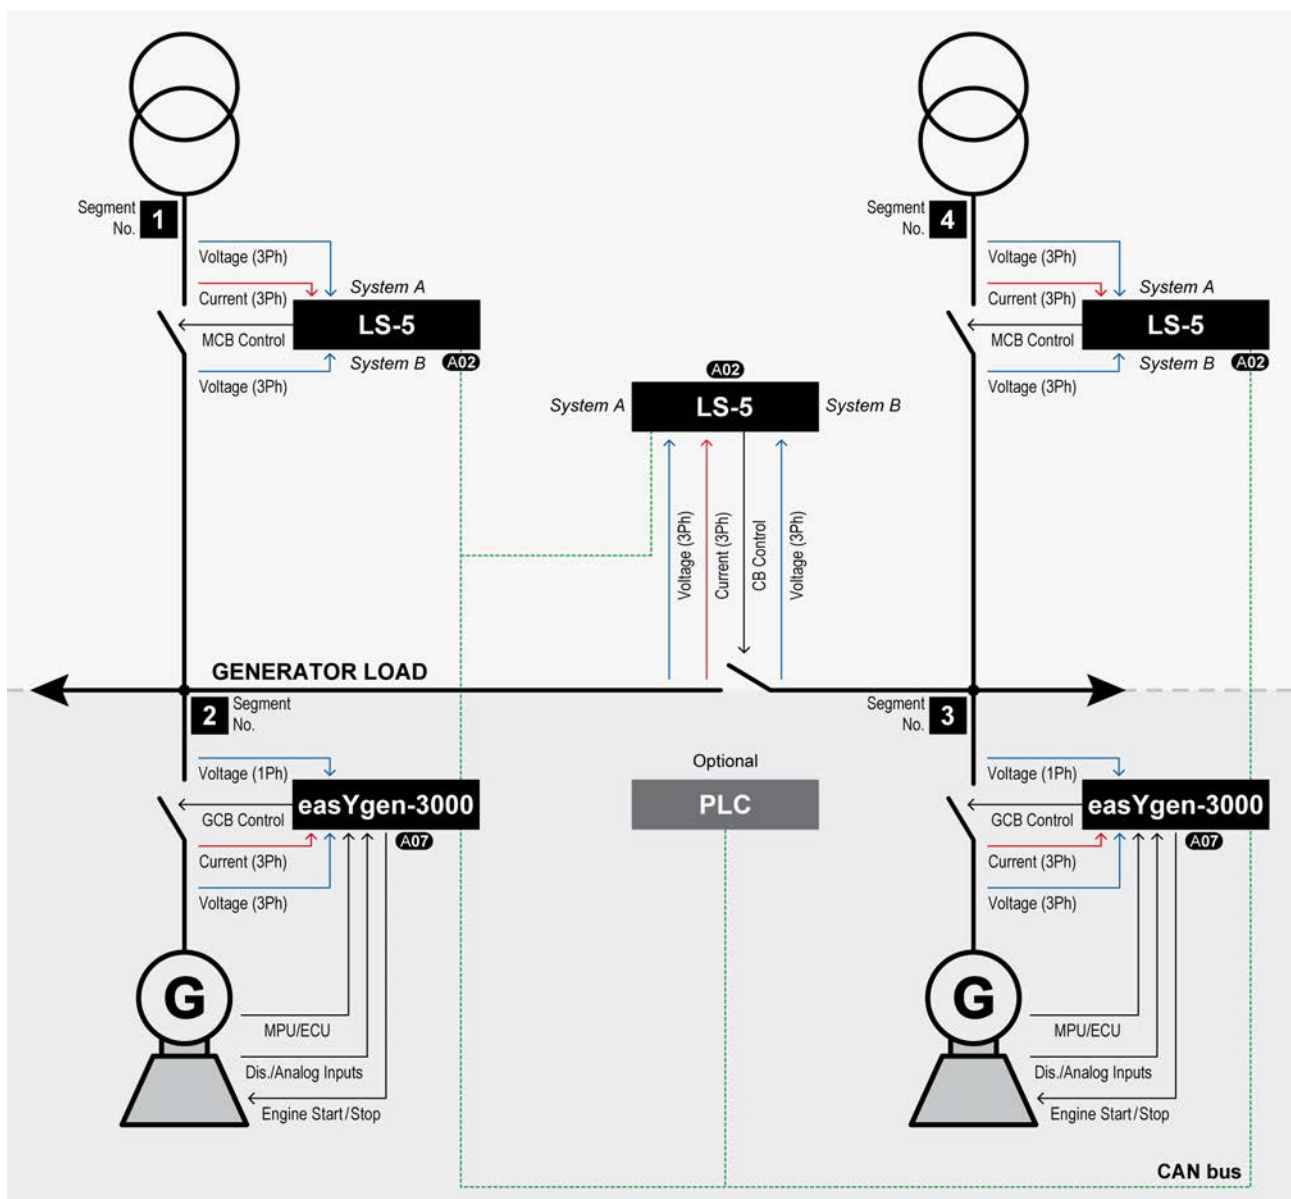 Segment
No.
1
Voltage (3Ph)
Current (3Ph)
System A
LS-5
MCB Control
System B
A02
Voltage (3Ph)
Segment
No.
4
Voltage (3Ph)
Current (3Ph)
System A
LS-5
MCB Control
System B
A02
Voltage (3Ph)
A02
System A
LS-5
System B
Voltage (3Ph)
Current (3Ph)
CB Control
Voltage (3Ph)
GENERATOR LOAD
2
Segment
No.
Segment
No.
3
Voltage (1Ph)
easYgen-3000
GCB Control
A07
Current (3Ph)
Voltage (3Ph)
G
MPU/ECU
Dis./Analog Inputs
Engine Start/Stop
Optional
PLC
Voltage (1Ph)
easYgen-3000
GCB Control
A07
Current (3Ph)
Voltage (3Ph)
G
MPU/ECU
Dis./Analog Inputs
Engine Start/Stop
CAN bus